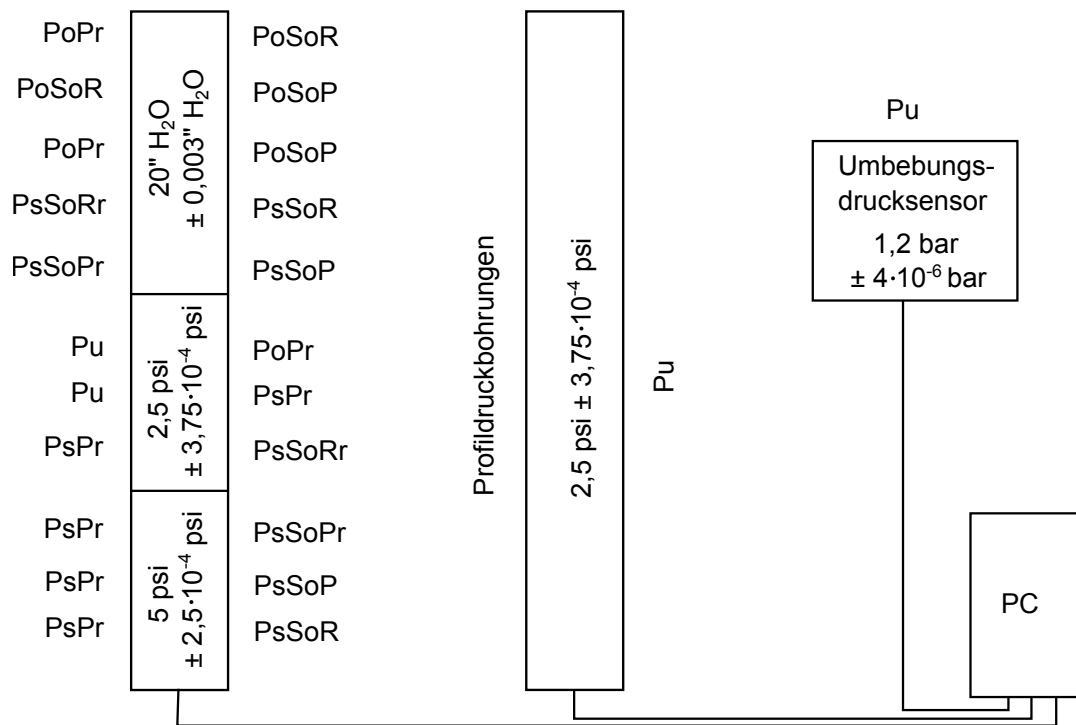 PoPr PoSoR
PoSoR PoSoP
PoPr PoSoP
PsSoRr PsSoR
PsSoPr PsSoP
20" H₂O
± 0,003" H₂O
Pu PoPr
Pu PsPr
PsPr PsSoRr
2,5 psi
± 3,75·10⁻⁴ psi
PsPr PsSoPr
PsPr PsSoP
PsPr PsSoR
5 psi
± 2,5·10⁻⁴ psi
Profildruckbohrungen
2,5 psi ± 3,75·10⁻⁴ psi
Pu
Pu
Umbebungs-
drucksensor
1,2 bar
± 4·10⁻⁶ bar
PC